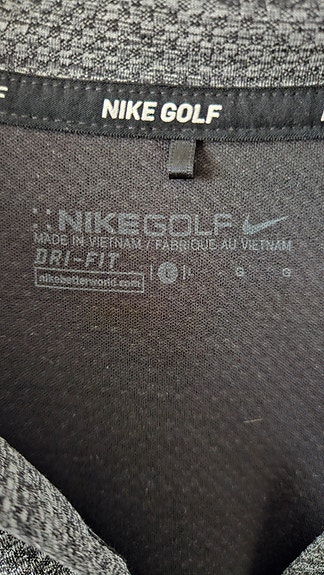 NIKE GOLF
NIKEGOLF
MADE IN VIETNAM / FABRIQUÉ AU VIETNAM
DRI-FIT
L G G
nikebetterworld.com